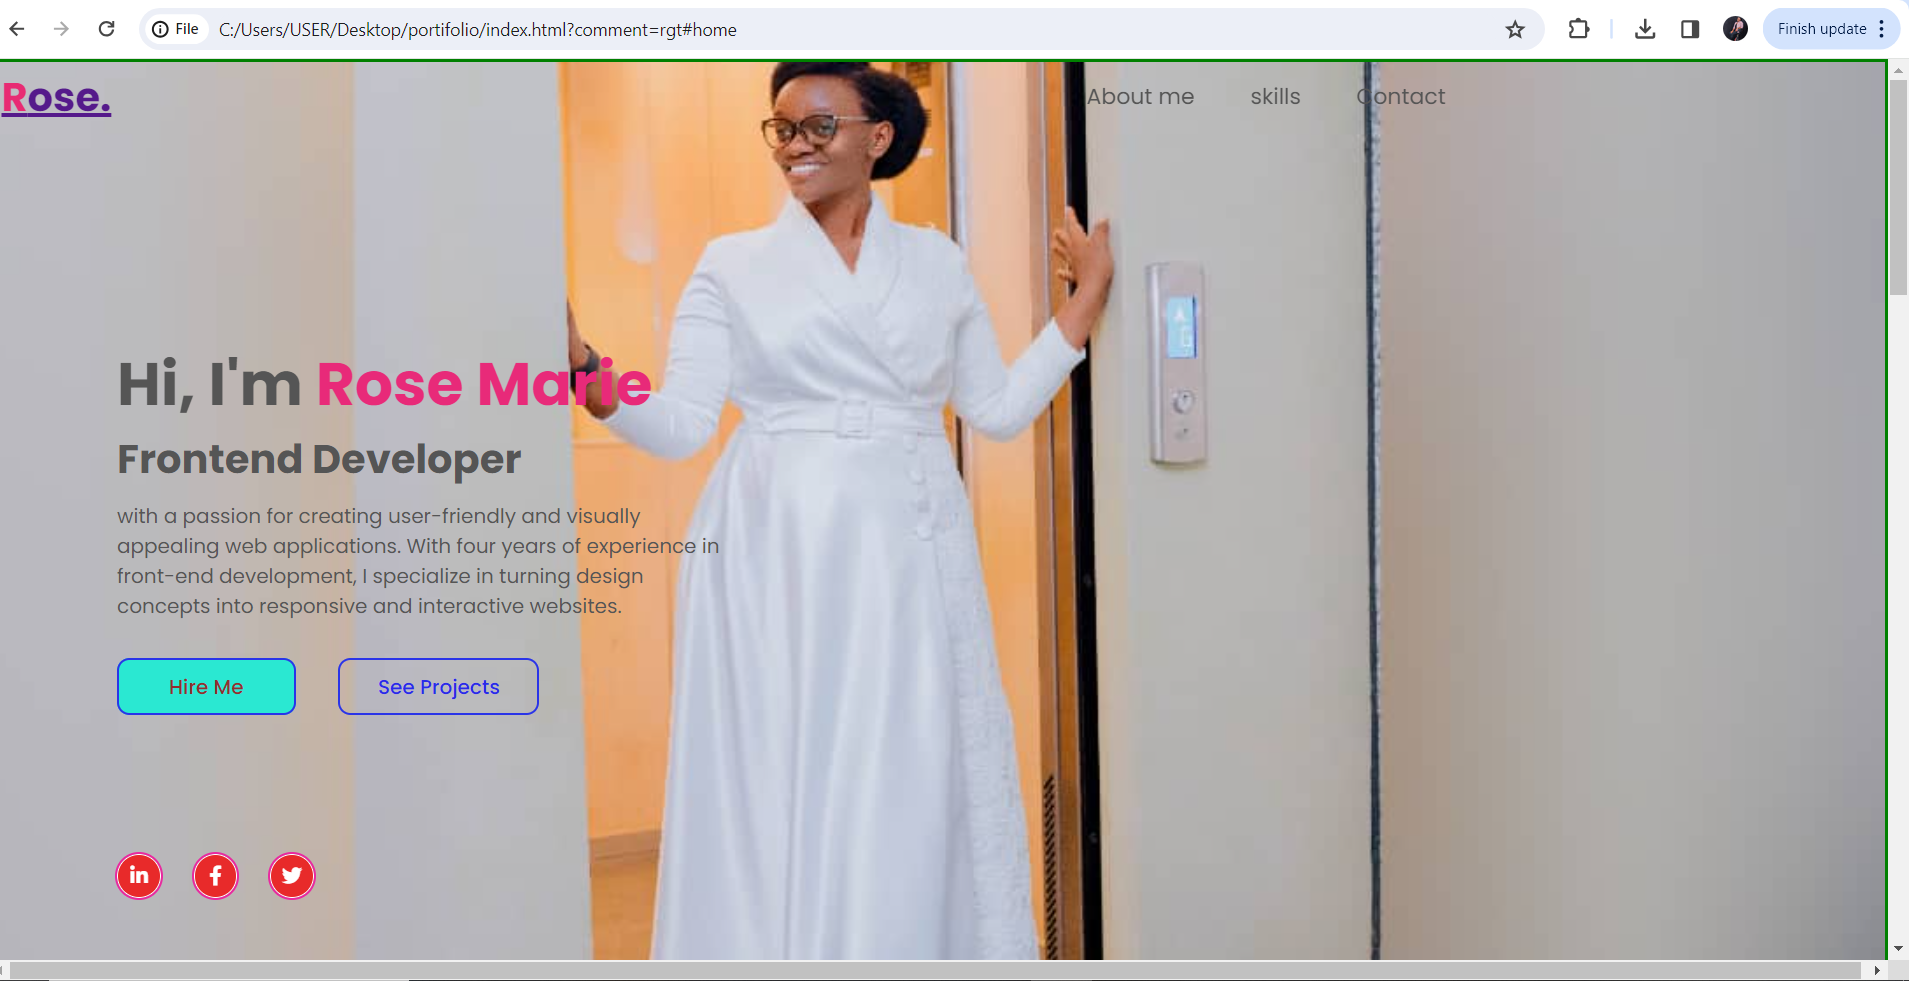 File C:/Users/USER/Desktop/portifolio/index.html?comment=rgt#home Finish update
Rose. About me skills Contact
Hi, I'm Rose Marie
Frontend Developer
with a passion for creating user-friendly and visually
appealing web applications. With four years of experience in
front-end development, I specialize in turning design
concepts into responsive and interactive websites.
Hire Me See Projects
in f